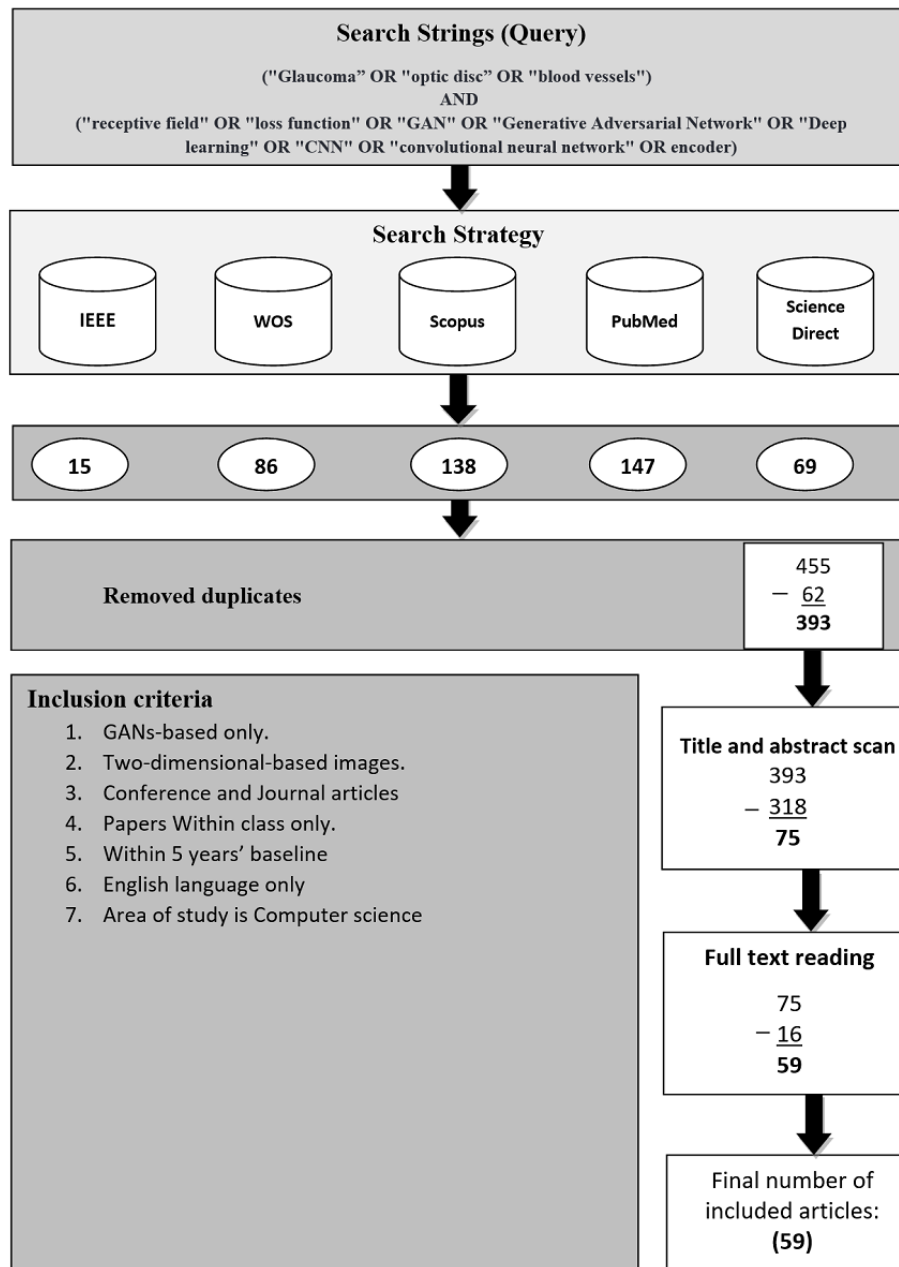 Search Strings (Query)
("Glaucoma” OR "optic disc” OR "blood vessels")
AND
("receptive field" OR "loss function" OR "GAN" OR "Generative Adversarial Network" OR "Deep
learning" OR "CNN" OR "convolutional neural network" OR encoder)
Search Strategy
IEEE
WOS
Scopus
PubMed
Science
Direct
15
86
138
147
69
Removed duplicates
455
– 62
393
Inclusion criteria
1. GANs-based only.
2. Two-dimensional-based images.
3. Conference and Journal articles
4. Papers Within class only.
5. Within 5 years’ baseline
6. English language only
7. Area of study is Computer science
Title and abstract scan
393
– 318
75
Full text reading
75
– 16
59
Final number of
included articles:
(59)